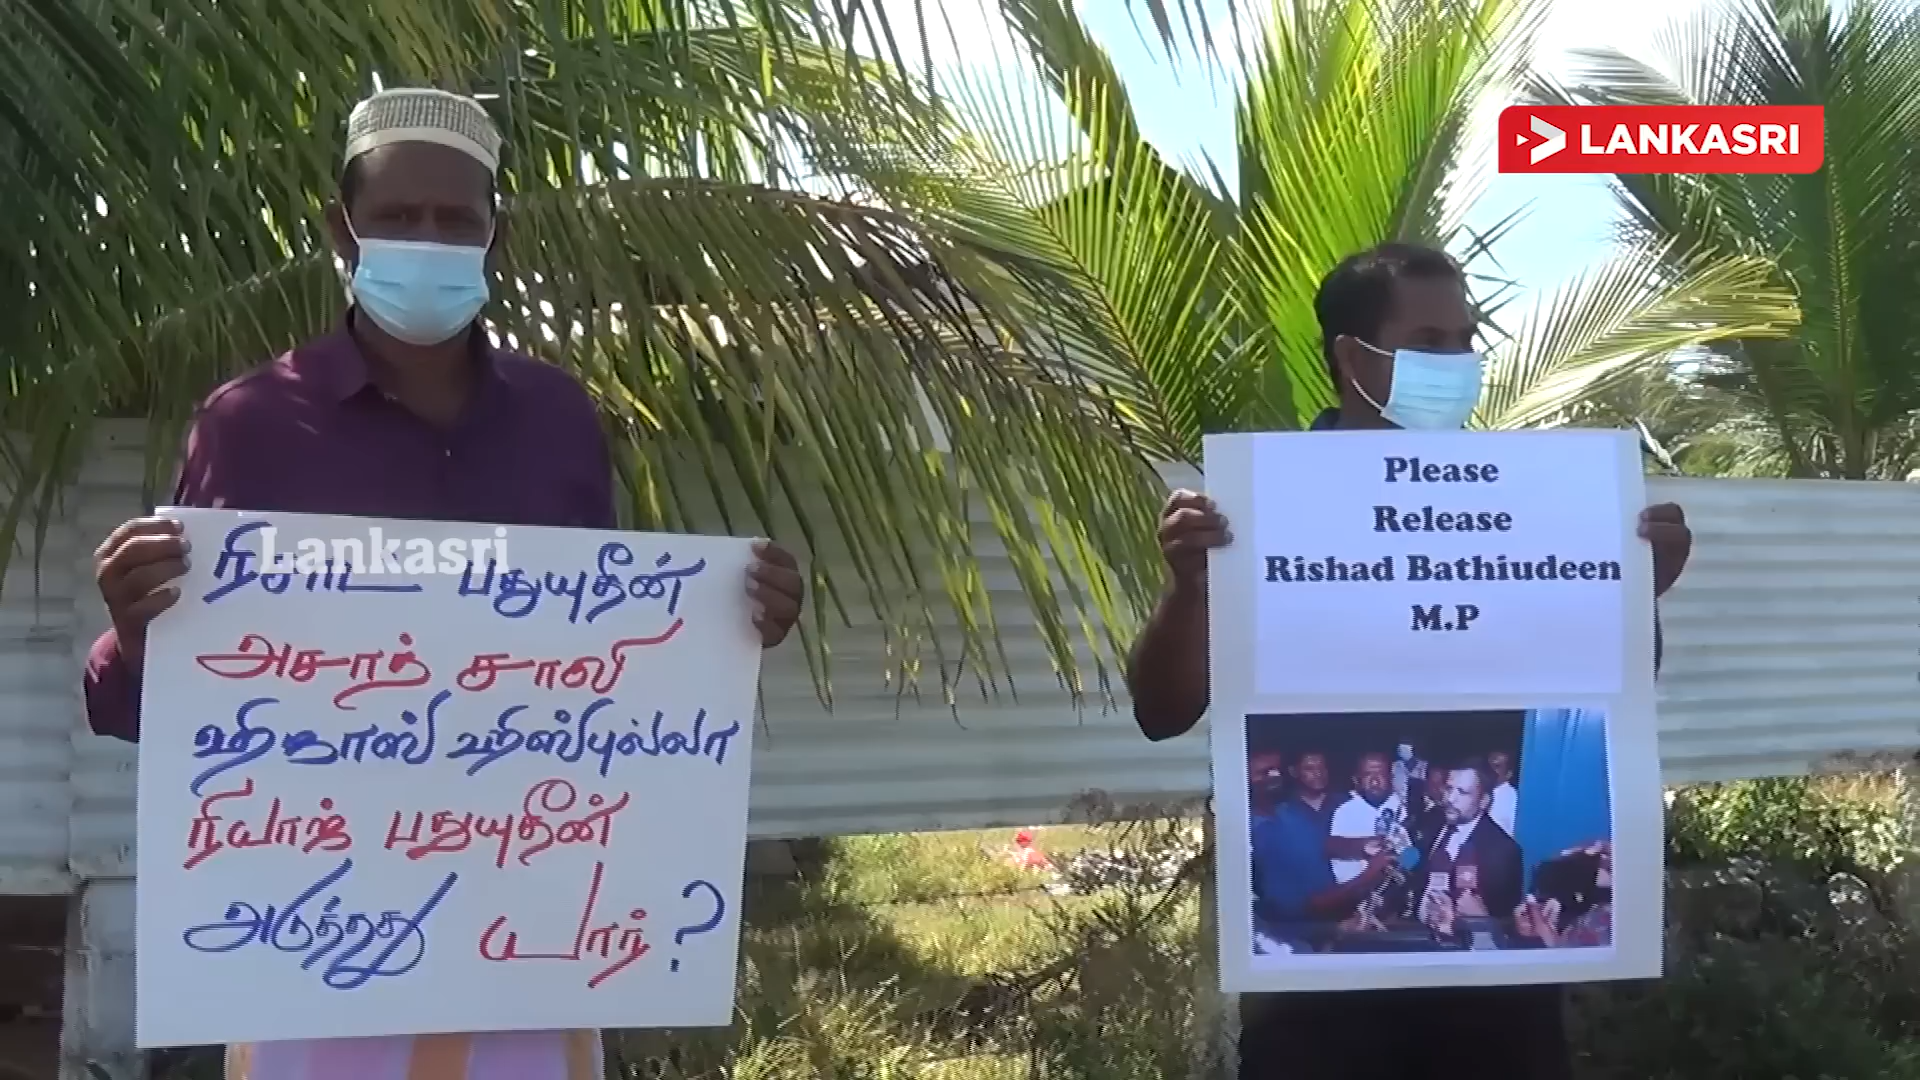 LANKASRI
Lankasri
ரிசாட் பதுயுதீன்
அசாத் சாலி
ஹிதாஸ் ஹிஸ்புல்லா
ரியாஜ் பதுயுதீன்
அடுத்தது யார்?
Please
Release
Rishad Bathiudeen
M.P